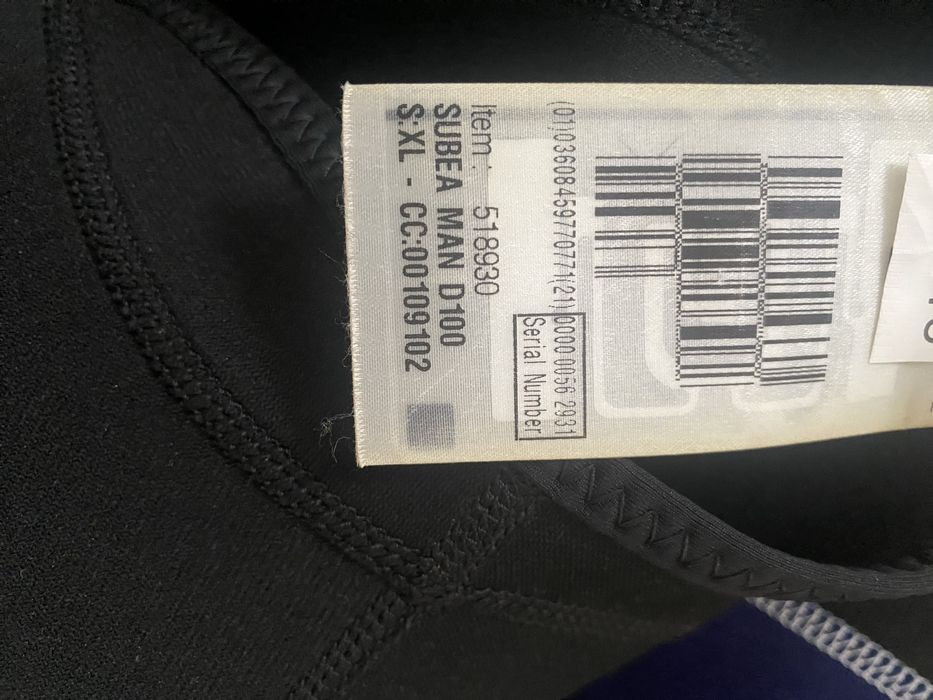 (01)03608459770771(21)0000 0056 2931
Serial Number
Item : 518930
SUBEA MAN D100
S:XL - CC:00109102